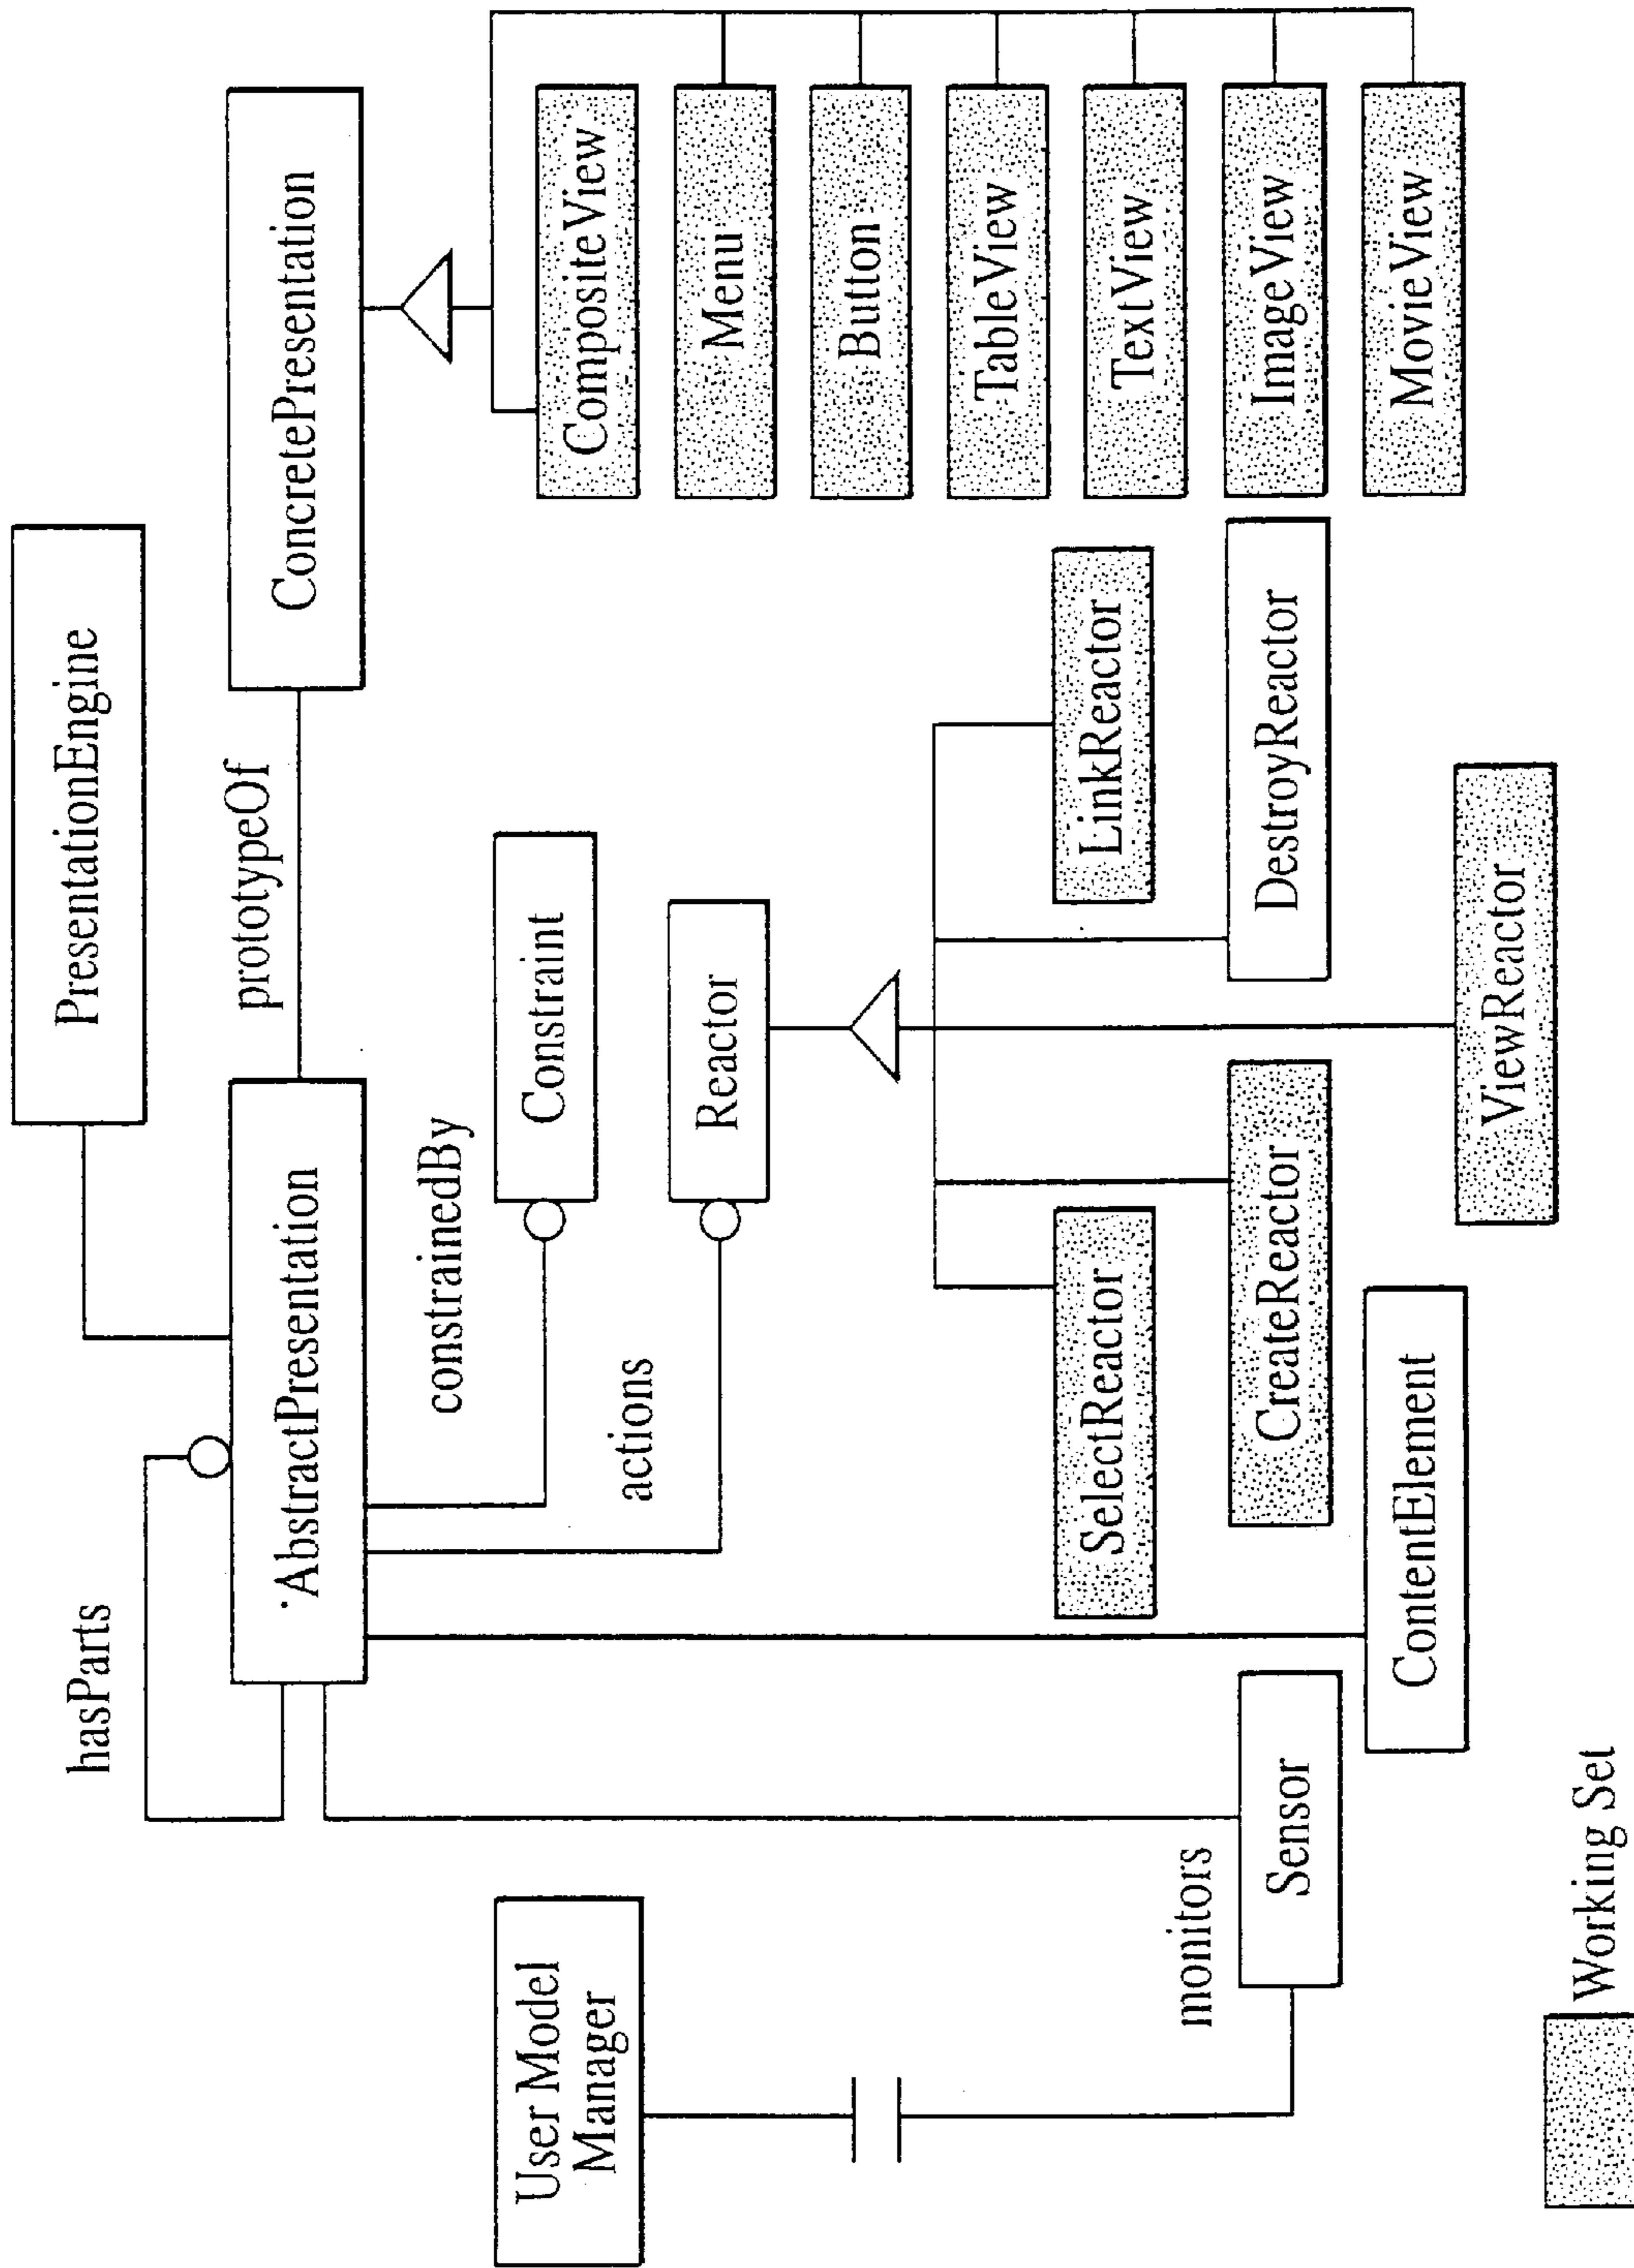 PresentationEngine
hasParts
·AbstractPresentation
prototypeOf
ConcretePresentation
constrainedBy
Constraint
actions
Reactor
User Model
Manager
monitors
Sensor
ContentElement
SelectReactor
CreateReactor
ViewReactor
LinkReactor
DestroyReactor
CompositeView
Menu
Button
TableView
TextView
ImageView
MovieView
Working Set